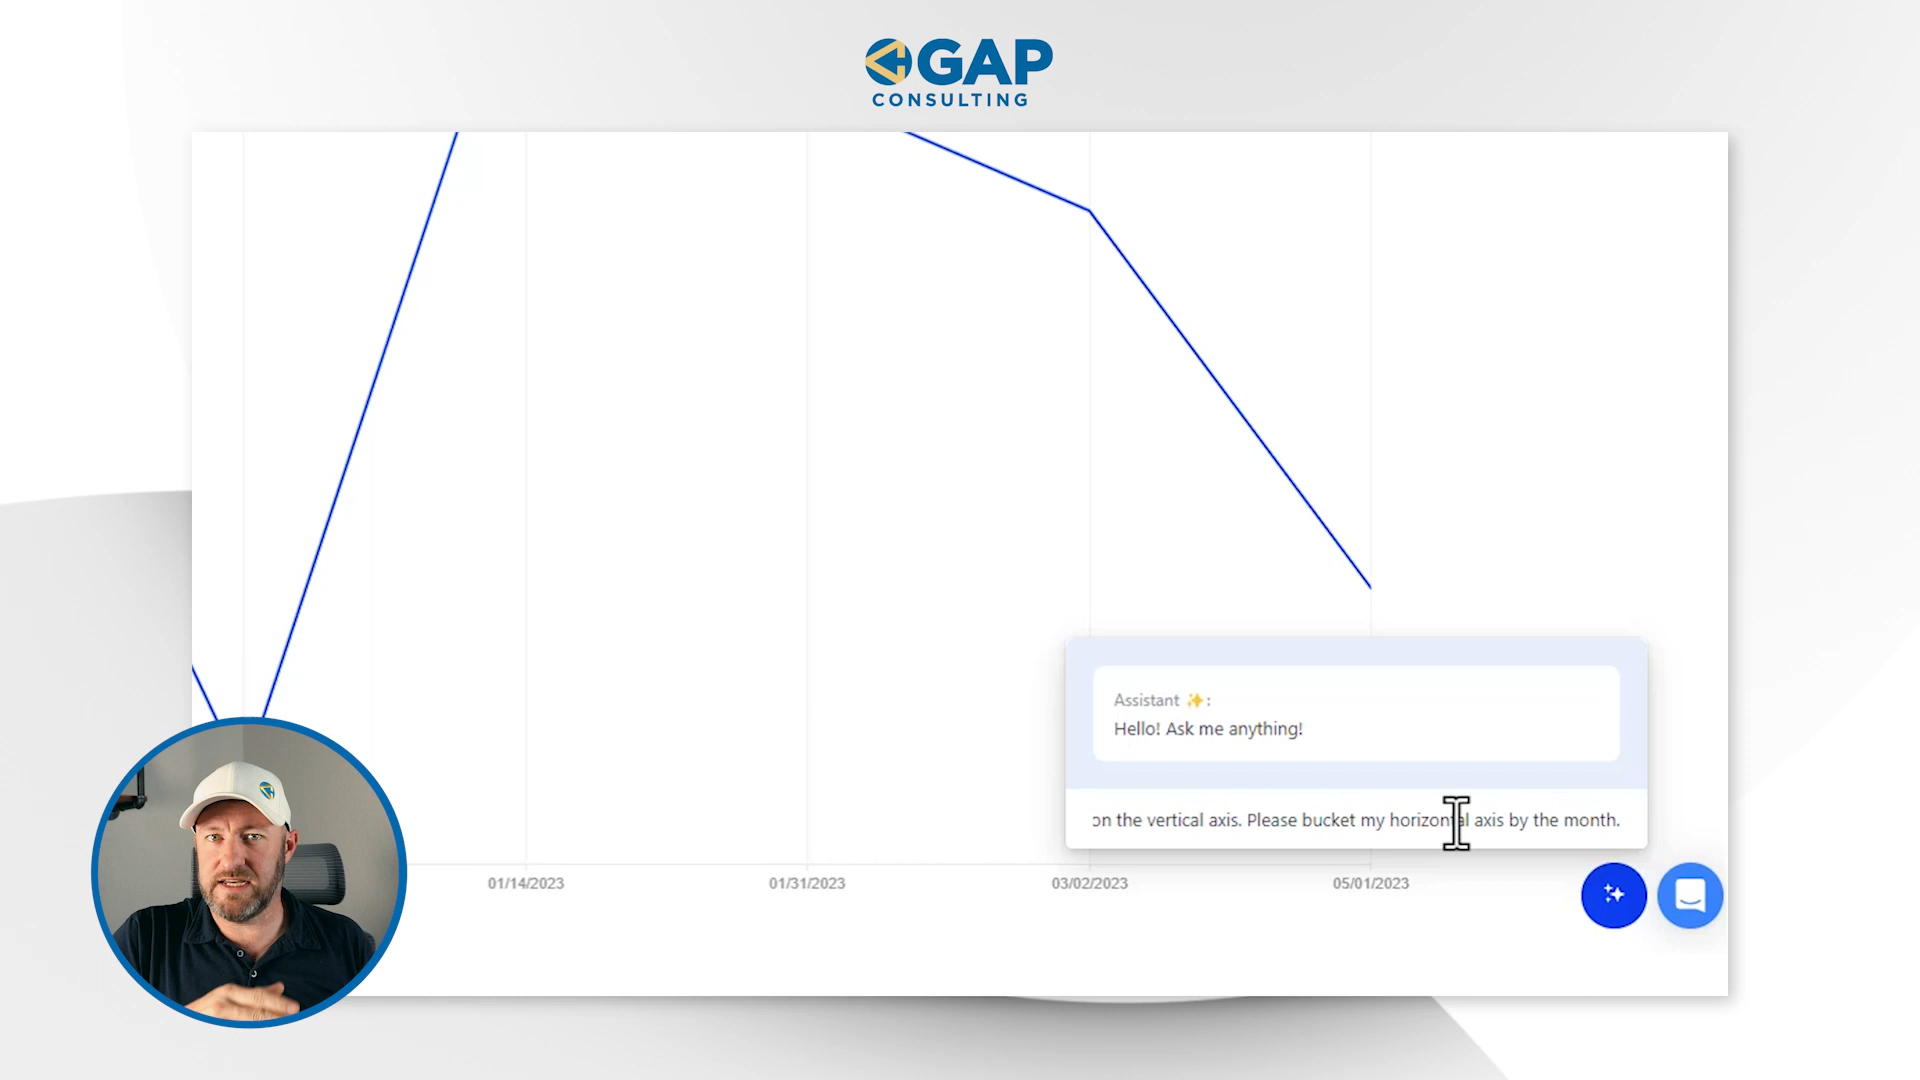 GAP
CONSULTING
Assistant ✨:
Hello! Ask me anything!
on the vertical axis. Please bucket my horizontal axis by the month.
01/14/2023
01/31/2023
03/02/2023
05/01/2023